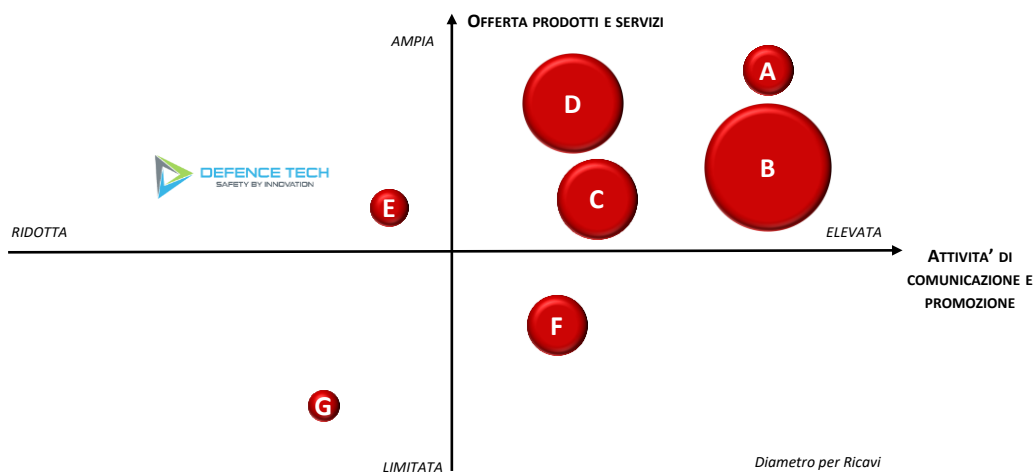 OFFERTA PRODOTTI E SERVIZI
AMPIA
A
D
B
DEFENCE TECH
SAFETY BY INNOVATION
C
E
RIDOTTA
ELEVATA
ATTIVITA' DI
COMUNICAZIONE E
PROMOZIONE
F
G
LIMITATA
Diametro per Ricavi